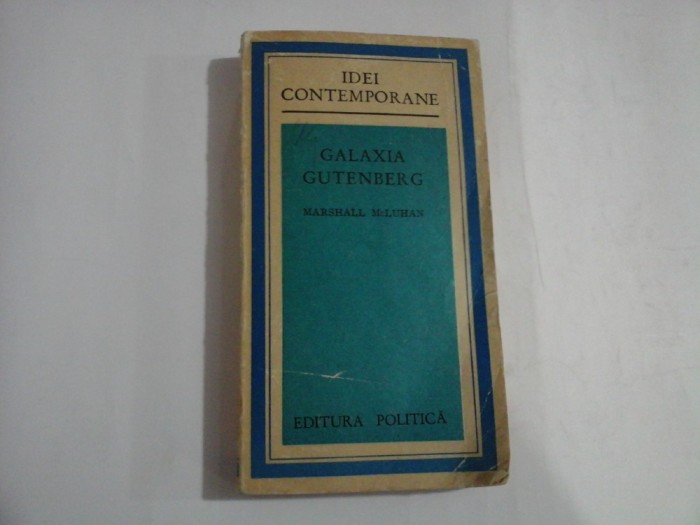 IDEI
CONTEMPORANE
GALAXIA
GUTENBERG
MARSHALL McLUHAN
EDITURA POLITICĂ